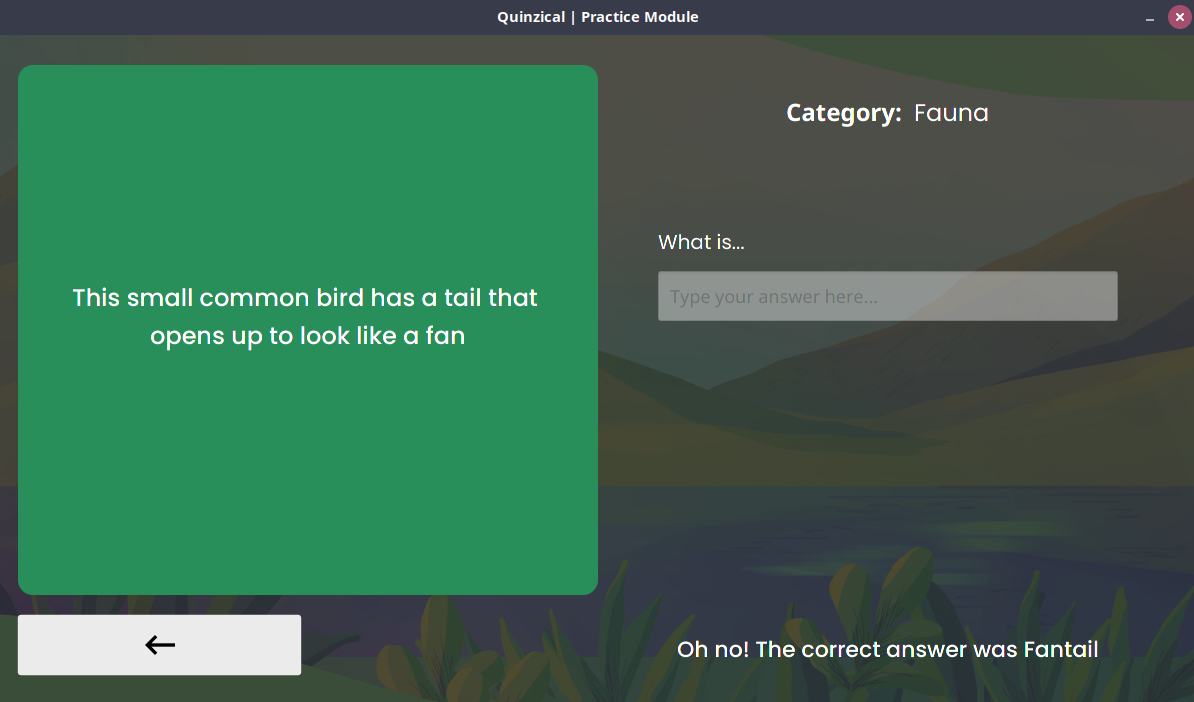 Quinzical | Practice Module
Category: Fauna
What is...
Type your answer here...
This small common bird has a tail that
opens up to look like a fan
Oh no! The correct answer was Fantail